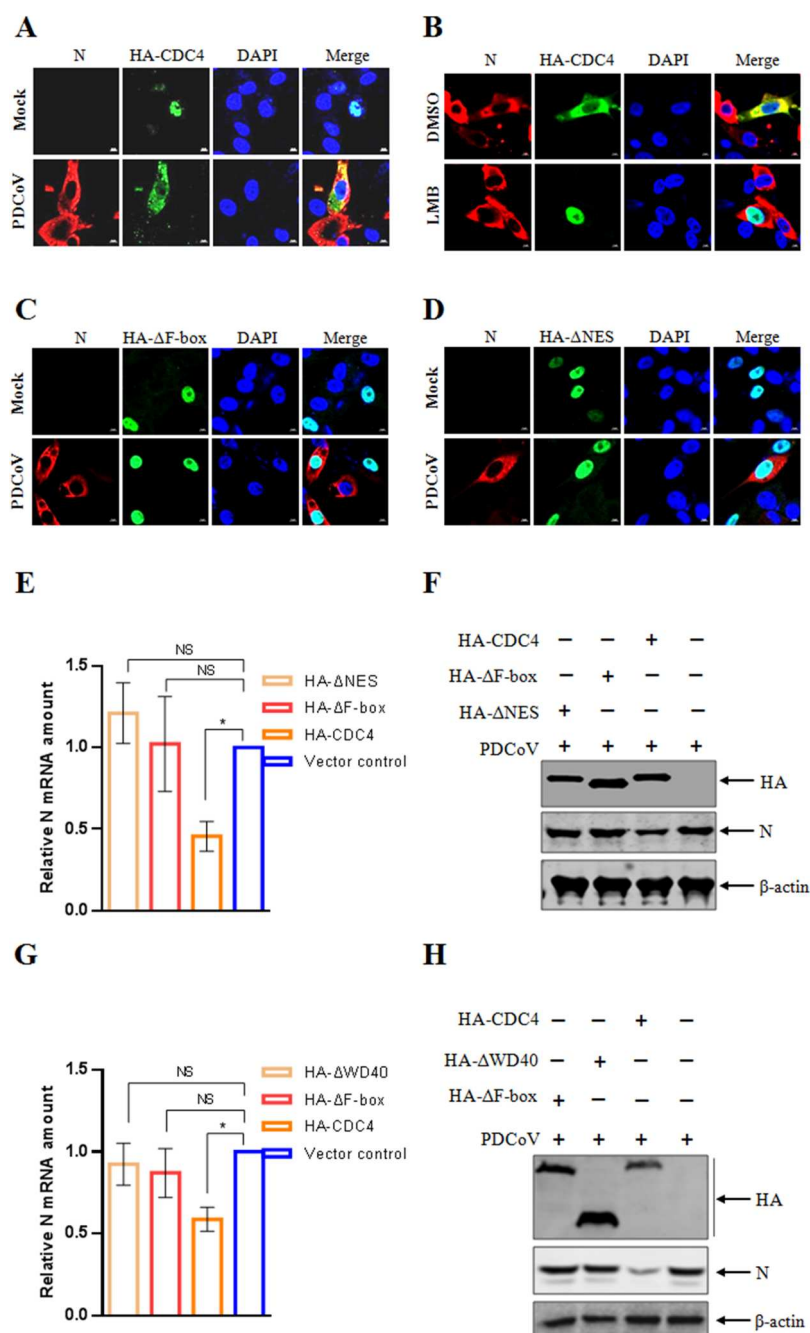 A
N HA-CDC4 DAPI Merge
Mock
PDCoV
B
N HA-CDC4 DAPI Merge
DMSO
LMB
C
N HA-ΔF-box DAPI Merge
Mock
PDCoV
D
N HA-ΔNES DAPI Merge
Mock
PDCoV
E
Relative N mRNA amount
1.5
1.0
0.5
0.0
NS
NS
*
HA-ΔNES
HA-ΔF-box
HA-CDC4
Vector control
F
HA-CDC4 − − + −
HA-ΔF-box − + − −
HA-ΔNES + − − −
PDCoV + + + +
HA
N
β-actin
G
Relative N mRNA amount
1.5
1.0
0.5
0.0
NS
NS
*
HA-ΔWD40
HA-ΔF-box
HA-CDC4
Vector control
H
HA-CDC4 − − + −
HA-ΔWD40 − + − −
HA-ΔF-box + − − −
PDCoV + + + +
HA
N
β-actin